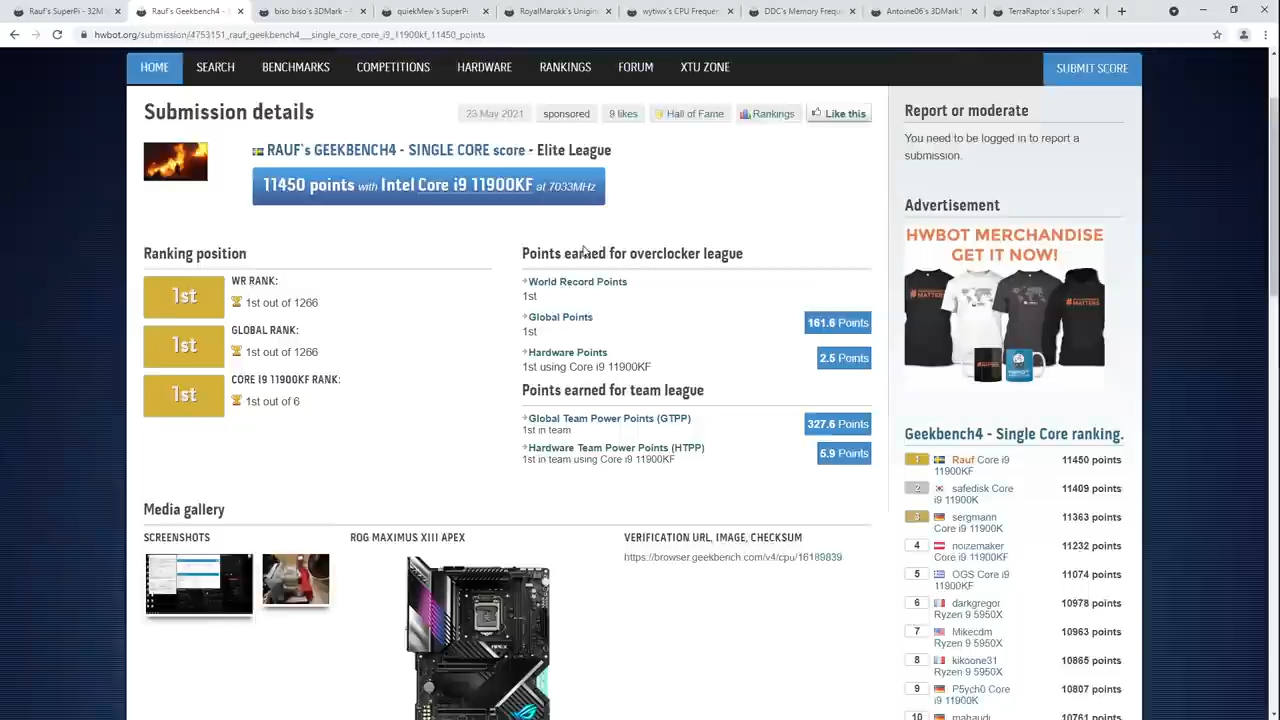 Rauf's SuperPi - 32M
Rauf's Geekbench4 -
biso biso's 3DMark -
quiekMew's SuperPi
RoyalMarokk's Unigin
wytiwx's CPU Frequer
DDC's Memory Freque
Antoine06's 3DMark1
TerraRaptor's SuperPi
hwbot.org/submission/4753151_rauf_geekbench4___single_core_core_i9_11900kf_11450_points
HOME SEARCH BENCHMARKS COMPETITIONS HARDWARE RANKINGS FORUM XTU ZONE SUBMIT SCORE
Submission details
23 May 2021 sponsored 9 likes Hall of Fame Rankings Like this
RAUF`s GEEKBENCH4 - SINGLE CORE score - Elite League
11450 points with Intel Core i9 11900KF at 7033MHz
Ranking position
1st
WR RANK:
1st out of 1266
1st
GLOBAL RANK:
1st out of 1266
1st
CORE I9 11900KF RANK:
1st out of 6
Points earned for overclocker league
World Record Points
1st
Global Points
1st
161.6 Points
Hardware Points
1st using Core i9 11900KF
2.5 Points
Points earned for team league
Global Team Power Points (GTPP)
1st in team
327.6 Points
Hardware Team Power Points (HTPP)
1st in team using Core i9 11900KF
5.9 Points
Media gallery
SCREENSHOTS
ROG MAXIMUS XIII APEX
VERIFICATION URL, IMAGE, CHECKSUM
https://browser.geekbench.com/v4/cpu/16189839
Report or moderate
You need to be logged in to report a
submission.
Advertisement
HWBOT MERCHANDISE
GET IT NOW!
Geekbench4 - Single Core ranking.
1 Rauf Core i9 11450 points
11900KF
2 safedisk Core 11409 points
i9 11900K
3 sergmann 11363 points
Core i9 11900K
4 noizemaker 11232 points
Core i9 11900KF
5 OGS Core i9 11074 points
11900KF
6 darkgregor 10978 points
Ryzen 9 5950X
7 Mikecdm 10963 points
Ryzen 9 5950X
8 kikoone31 10865 points
Ryzen 9 5950X
9 P5ych0 Core 10807 points
i9 11900K
10 mahaudi 10761 points